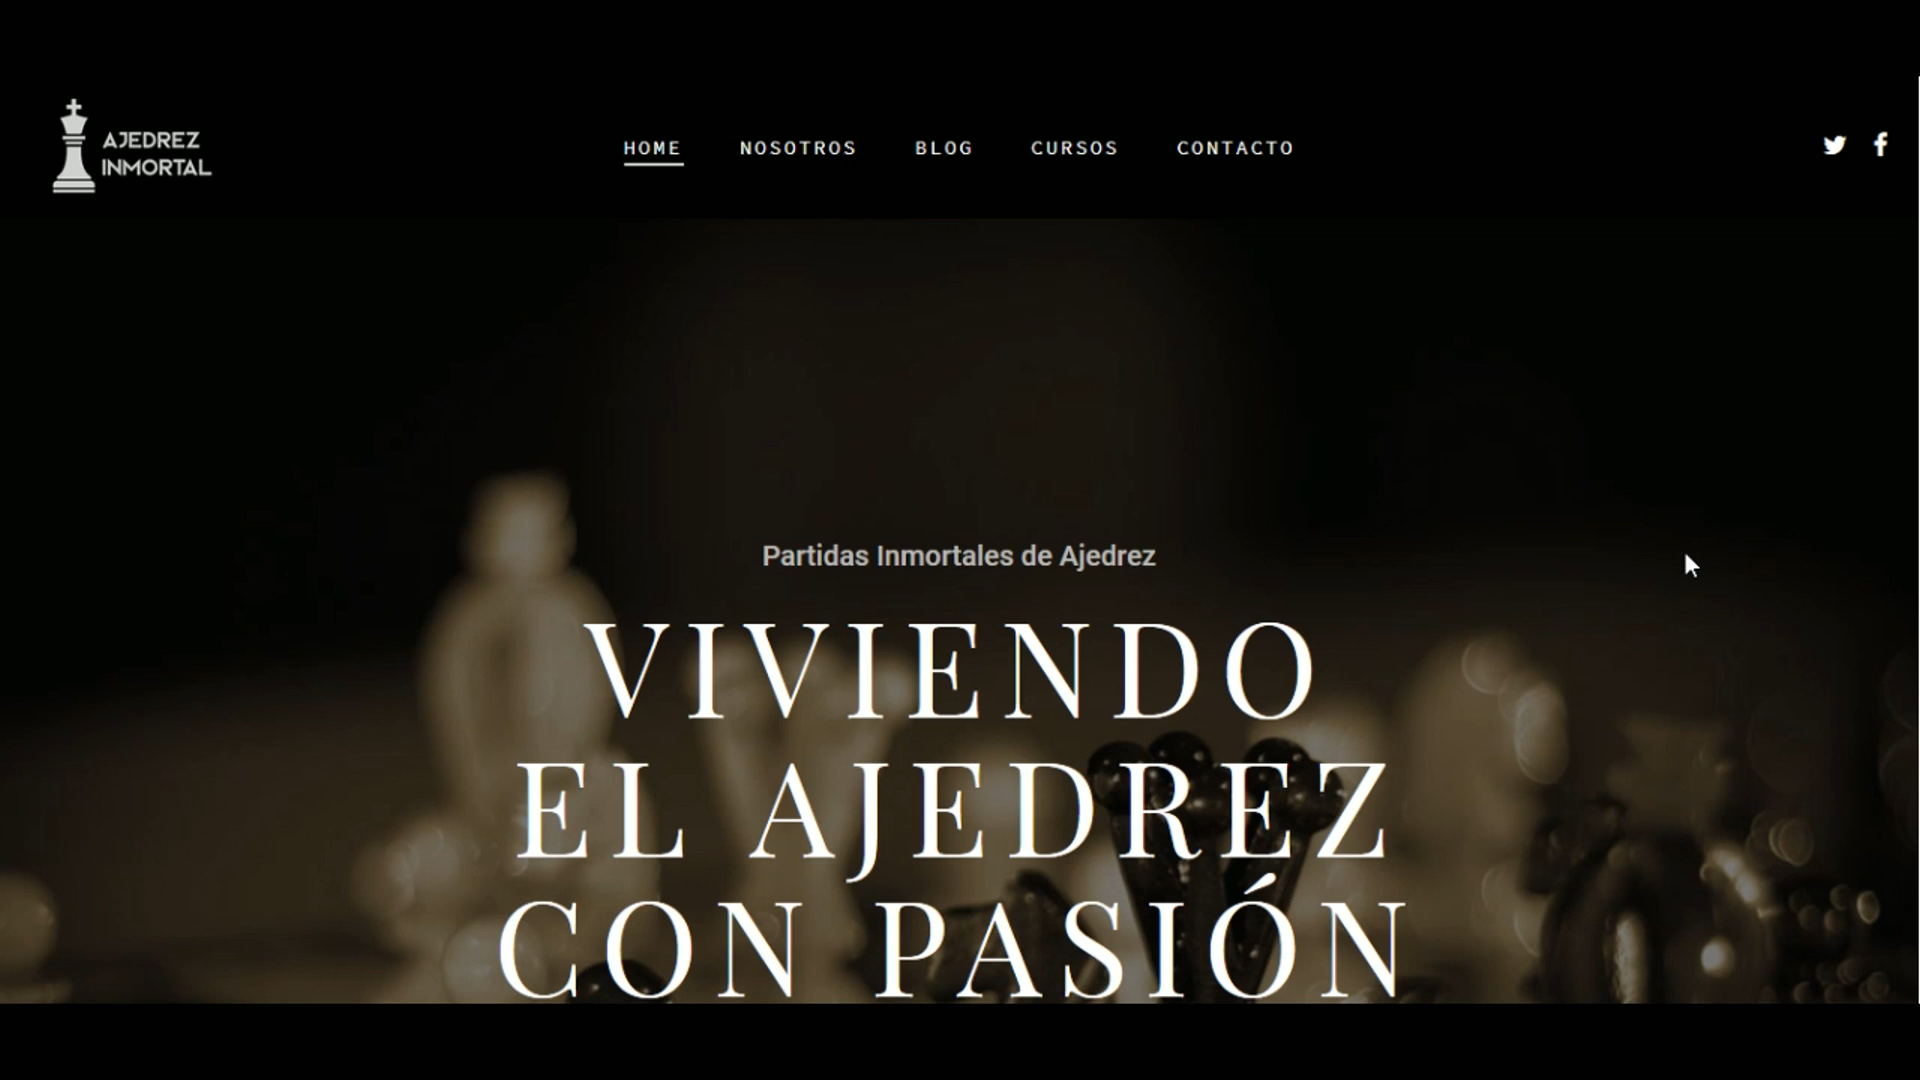 AJEDREZ
INMORTAL
HOME NOSOTROS BLOG CURSOS CONTACTO
Partidas Inmortales de Ajedrez
VIVIENDO
EL AJEDREZ
CON PASIÓN